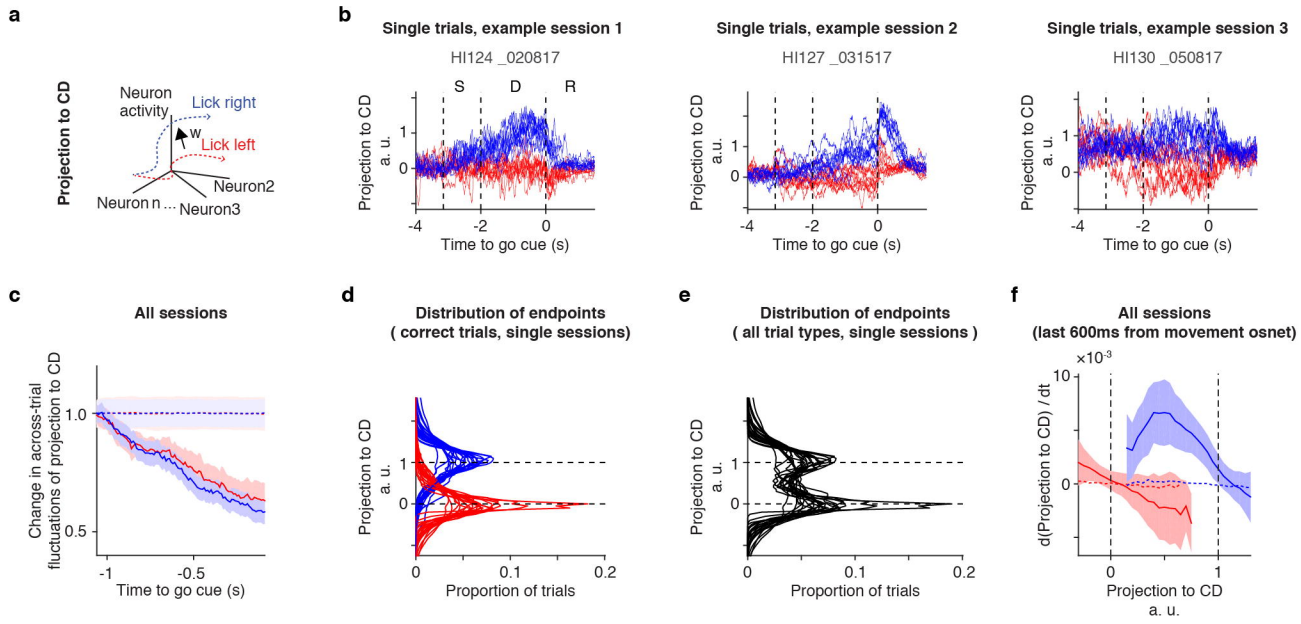 a
Projection to CD
Neuron
activity
Lick right
w
Lick left
Neuron2
Neuron n ... Neuron3
b
Single trials, example session 1
HI124 _020817
S D R
Projection to CD
a. u.
1
0
-4 -2 0
Time to go cue (s)
Single trials, example session 2
HI127 _031517
Projection to CD
a.u.
1
0
-4 -2 0
Time to go cue (s)
Single trials, example session 3
HI130 _050817
Projection to CD
a. u.
1
0
-4 -2 0
Time to go cue (s)
c
All sessions
Change in across-trial
fluctuations of projection to CD
1.0
0.5
-1 -0.5
Time to go cue (s)
d
Distribution of endpoints
( correct trials, single sessions)
Projection to CD
a. u.
1
0
0 0.1 0.2
Proportion of trials
e
Distribution of endpoints
( all trial types, single sessions )
Projection to CD
a. u.
1
0
0 0.1 0.2
Proportion of trials
f
All sessions
(last 600ms from movement osnet)
×10-3
d(Projection to CD) / dt
10
0
0 1
Projection to CD
a. u.